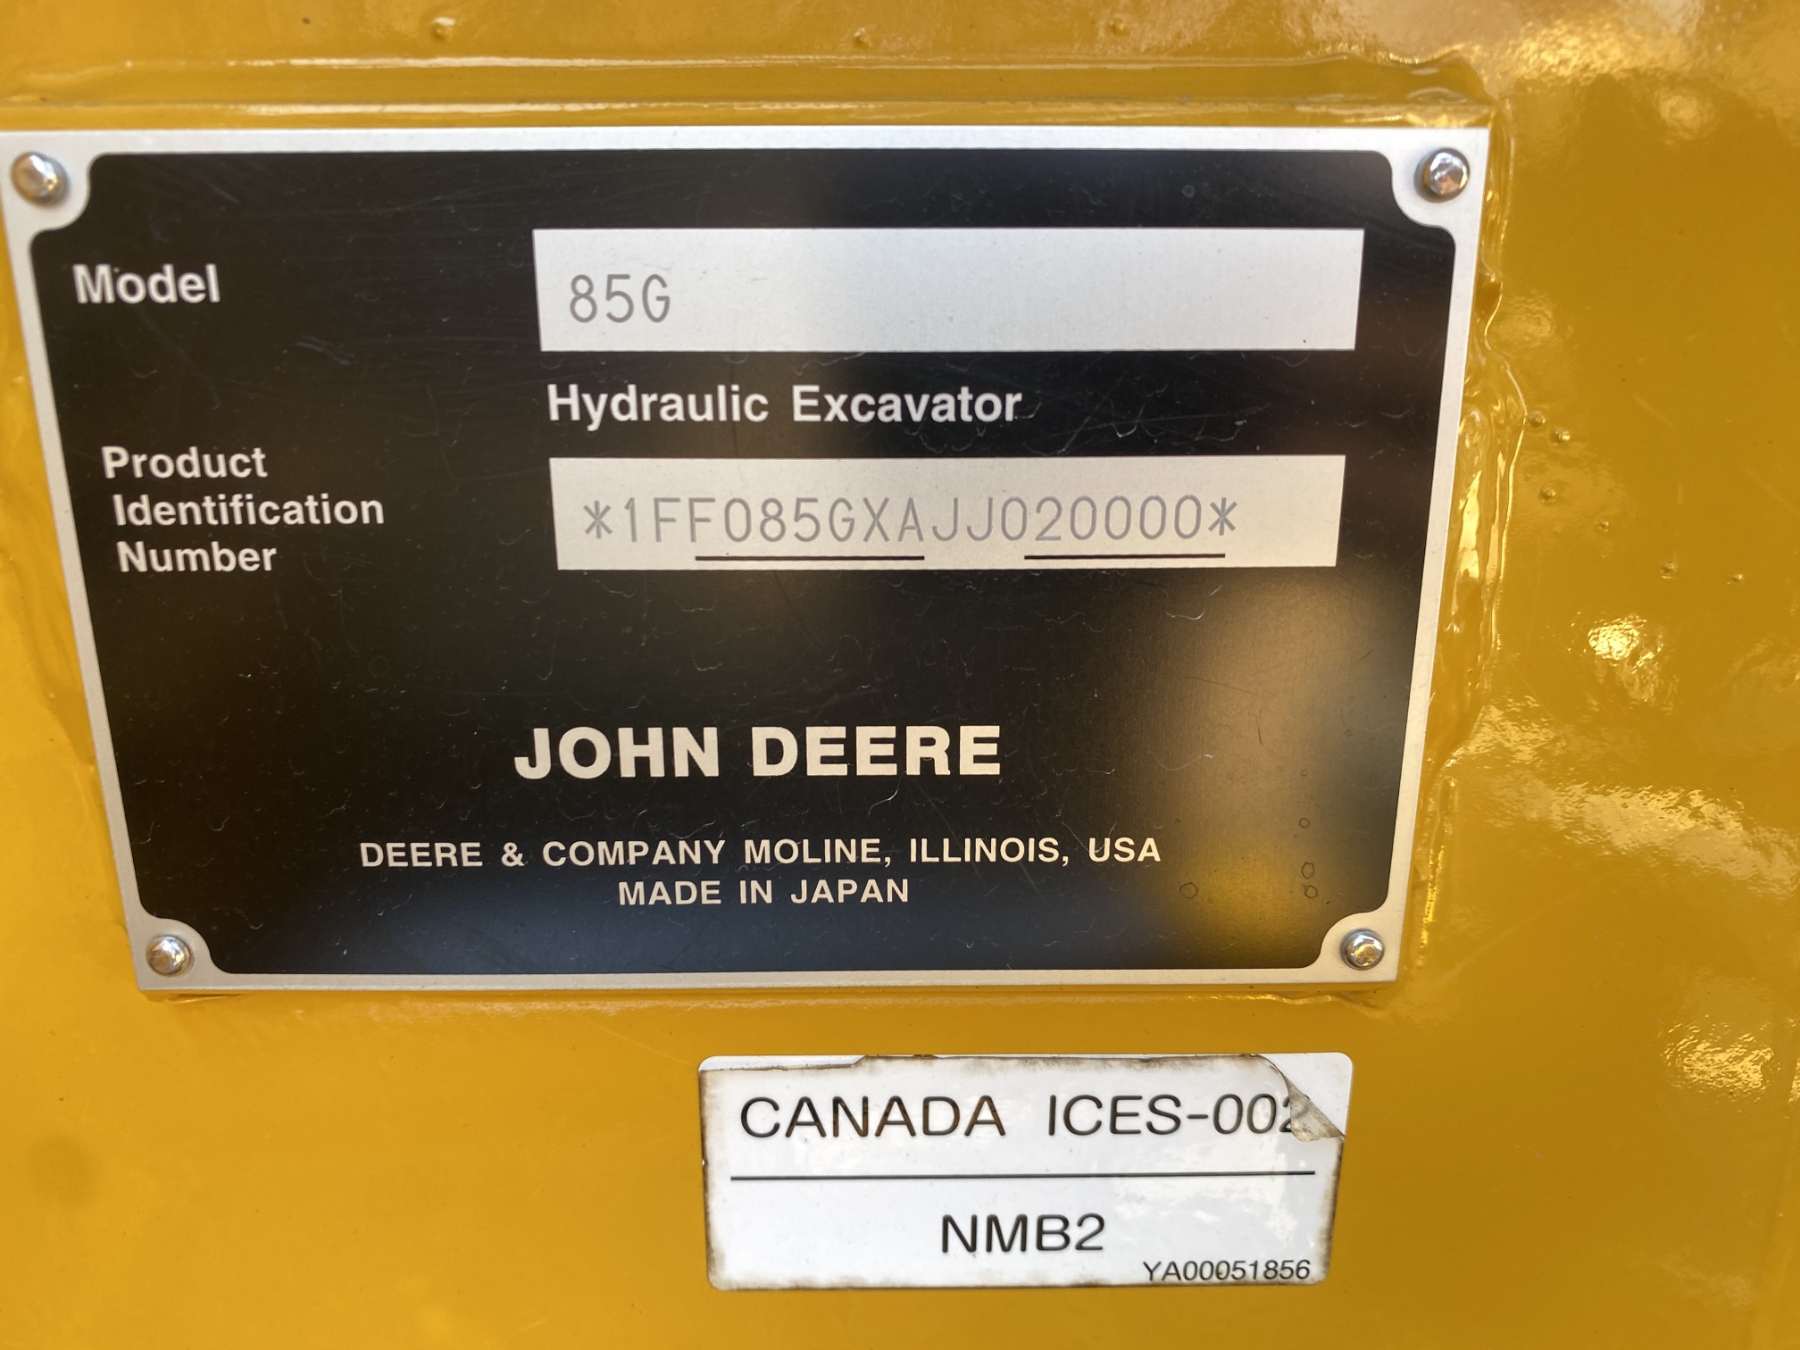 Model
85G
Hydraulic Excavator
Product
Identification
Number
*1FF085GXAJJ020000*
JOHN DEERE
DEERE & COMPANY MOLINE, ILLINOIS, USA
MADE IN JAPAN
CANADA ICES-002
NMB2
YA00051856